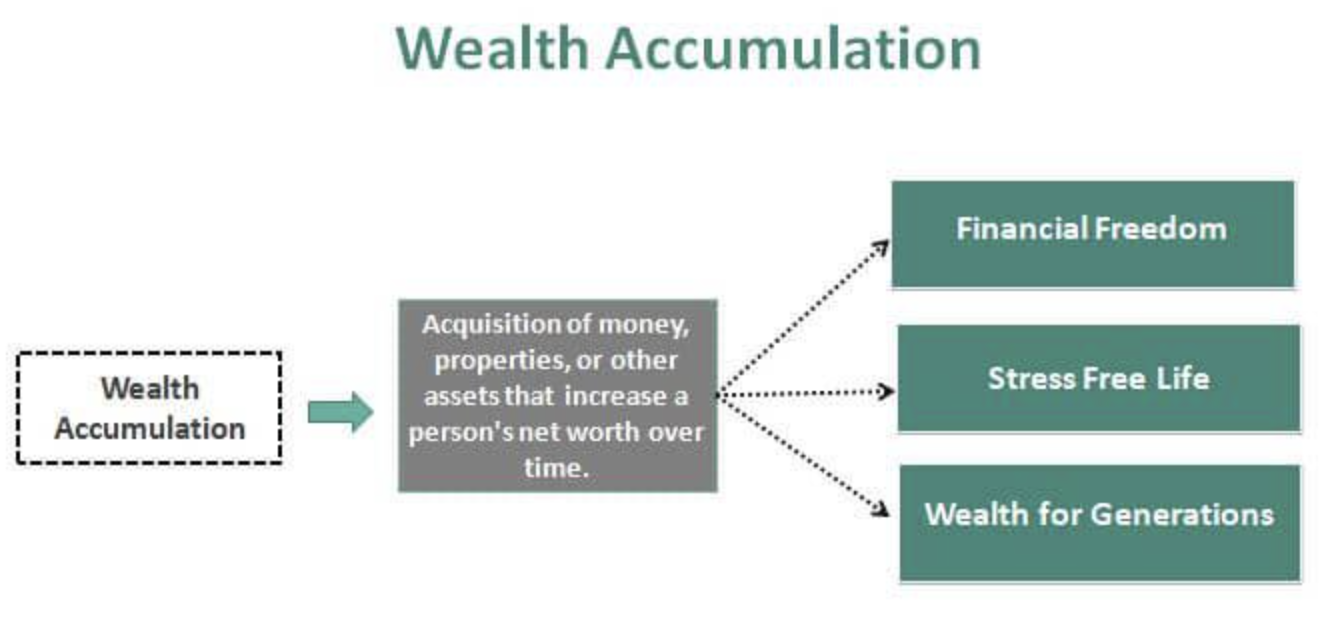 Wealth Accumulation
Wealth
Accumulation
Acquisition of money,
properties, or other
assets that increase a
person's net worth over
time.
Financial Freedom
Stress Free Life
Wealth for Generations